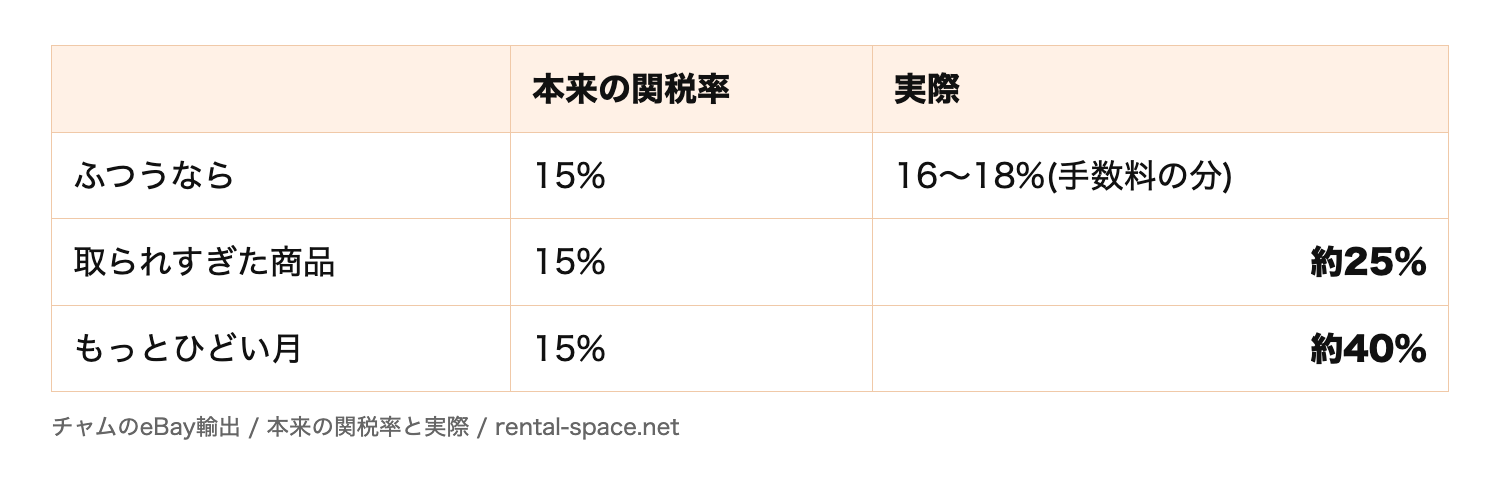 本来の関税率 実際
ふつうなら 15% 16〜18%(手数料の分)
取られすぎた商品 15% 約25%
もっとひどい月 15% 約40%
チャムのeBay輸出 / 本来の関税率と実際 / rental-space.net